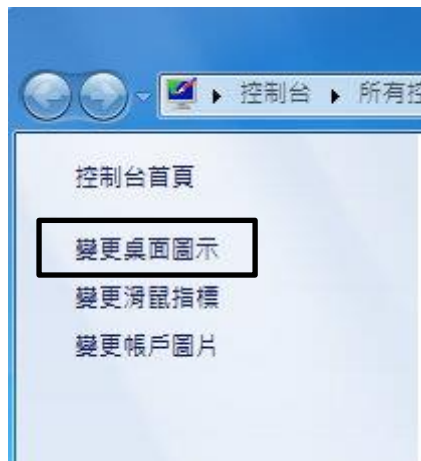 控制台 ▸ 所有控
控制台首頁
變更桌面圖示
變更滑鼠指標
變更帳戶圖片